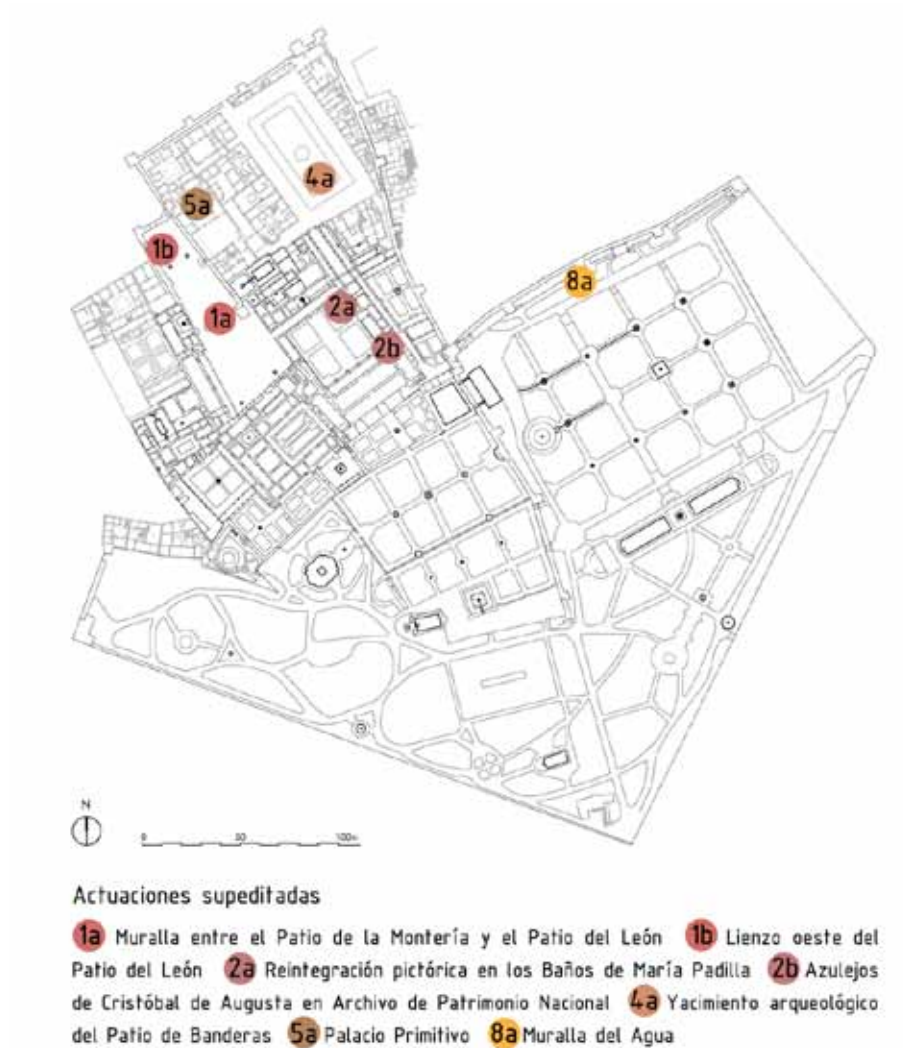 4a
5a
1b
8a
1a
2a
2b
N
0 50 100m
Actuaciones supeditadas
1a Muralla entre el Patio de la Montería y el Patio del León 1b Lienzo oeste del
Patio del León 2a Reintegración pictórica en los Baños de María Padilla 2b Azulejos
de Cristóbal de Augusta en Archivo de Patrimonio Nacional 4a Yacimiento arqueológico
del Patio de Banderas 5a Palacio Primitivo 8a Muralla del Agua